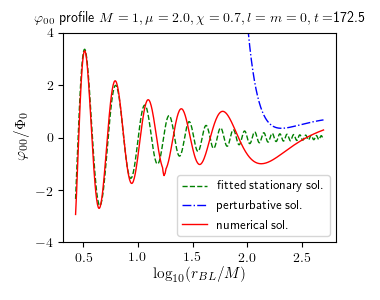 φ₀₀ profile M = 1, μ = 2.0, χ = 0.7, l = m = 0, t =172.5
φ₀₀/Φ₀
4
2
0
−2
−4
fitted stationary sol.
perturbative sol.
numerical sol.
0.5 1.0 1.5 2.0 2.5
log₁₀(r_BL/M)